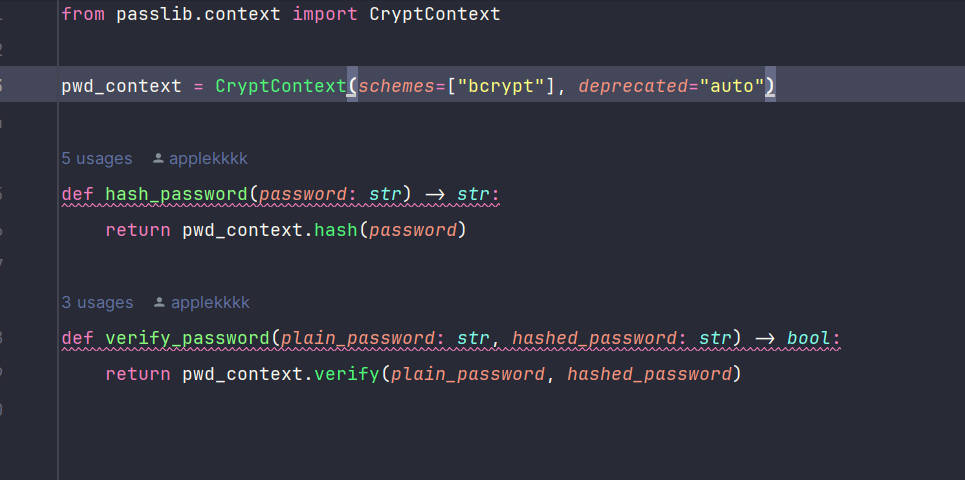 from passlib.context import CryptContext
pwd_context = CryptContext(schemes=["bcrypt"], deprecated="auto")
5 usages applekkkk
def hash_password(password: str) -> str:
return pwd_context.hash(password)
3 usages applekkkk
def verify_password(plain_password: str, hashed_password: str) -> bool:
return pwd_context.verify(plain_password, hashed_password)